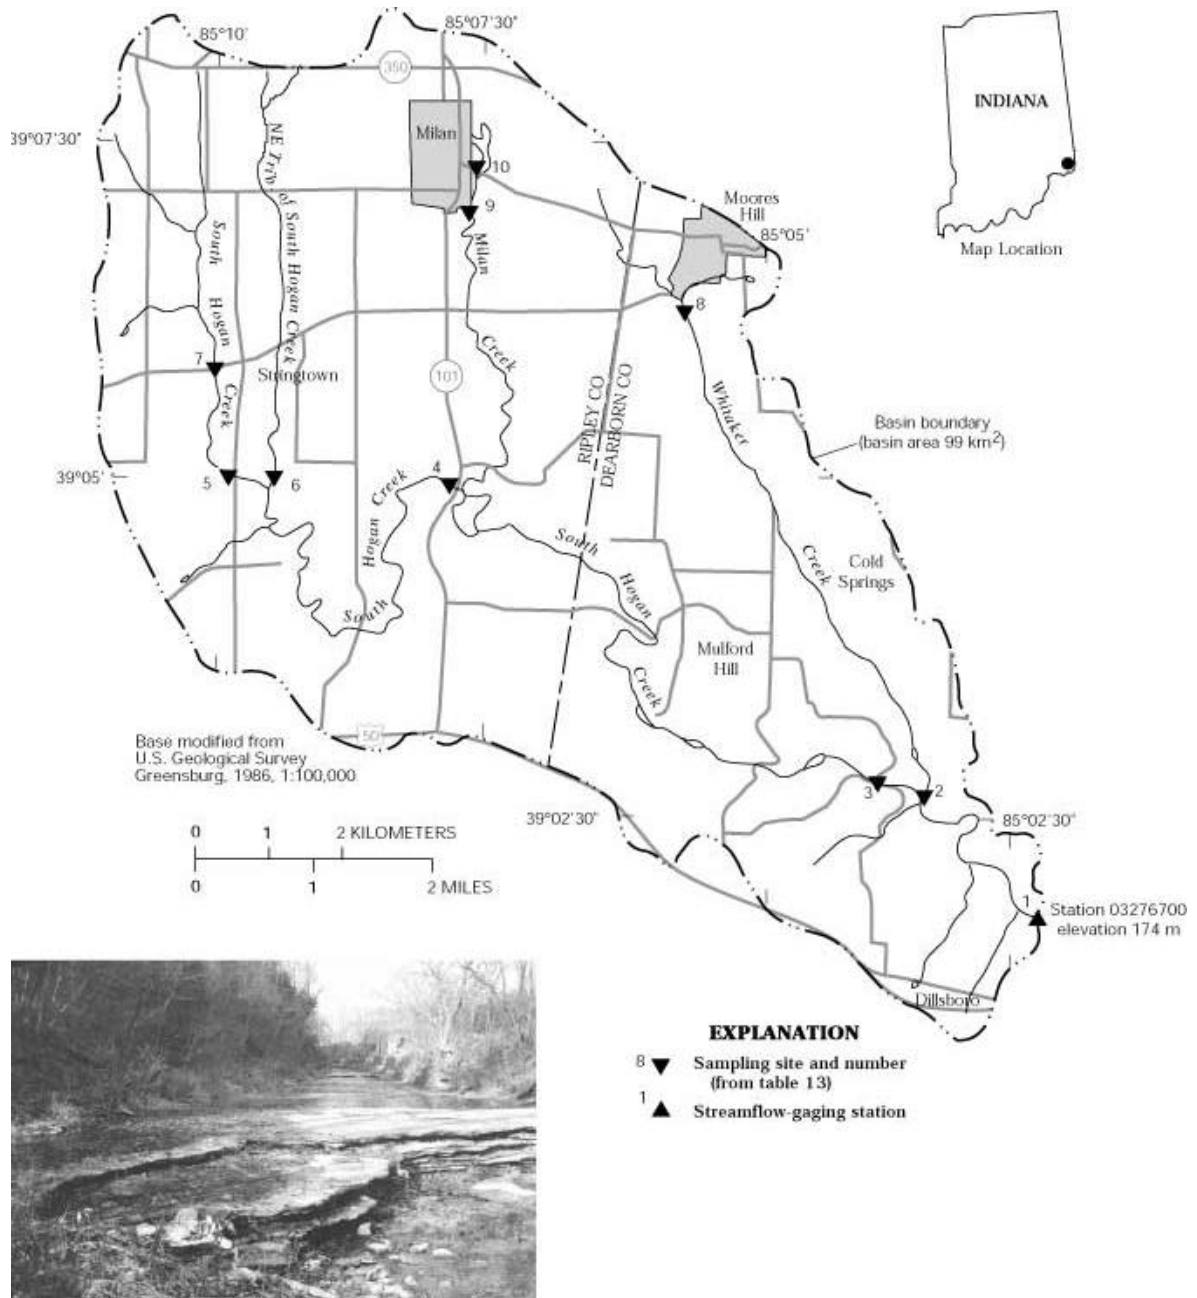 85°10'
85°07'30"
350
INDIANA
Map Location
39°07'30"
Milan
10
9
NE Trib of South Hogan Creek
South Hogan Creek
Milan Creek
Moores
Hill
85°05'
8
7
Stringtown
101
RIPLEY CO
DEARBORN CO
Whitaker Creek
Basin boundary
(basin area 99 km2)
39°05'
5
6
4
South Hogan Creek
South Hogan Creek
Cold
Springs
Mulford
Hill
50
Base modified from
U.S. Geological Survey
Greensburg, 1986, 1:100,000
3
2
39°02'30"
85°02'30"
0 1 2 KILOMETERS
0 1 2 MILES
1
Station 03276700
elevation 174 m
Dillsboro
EXPLANATION
8 Sampling site and number
(from table 13)
1 Streamflow-gaging station